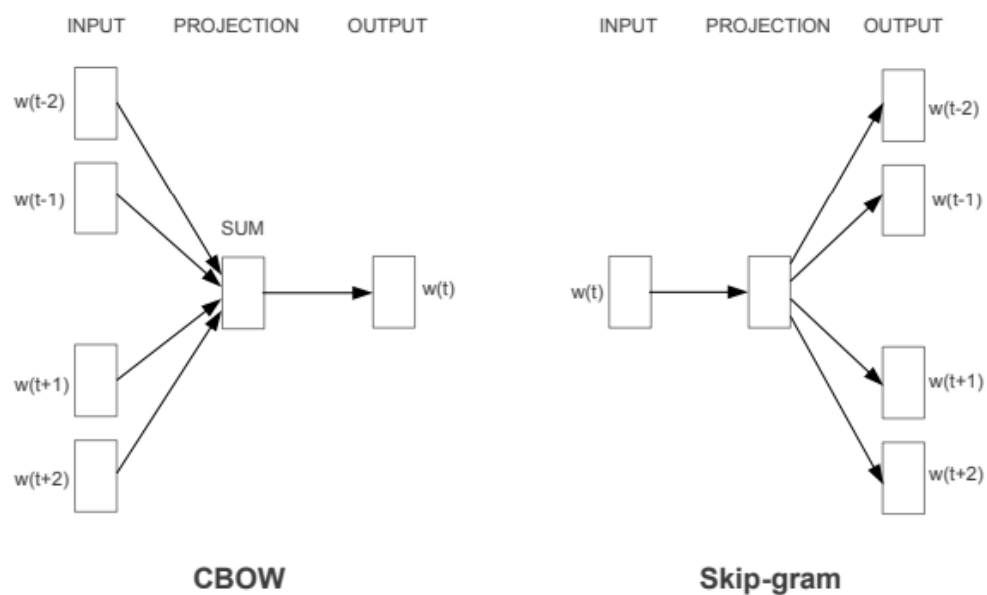 INPUT PROJECTION OUTPUT
w(t-2)
w(t-1)
SUM
w(t)
w(t+1)
w(t+2)
CBOW
INPUT PROJECTION OUTPUT
w(t-2)
w(t-1)
w(t)
w(t+1)
w(t+2)
Skip-gram